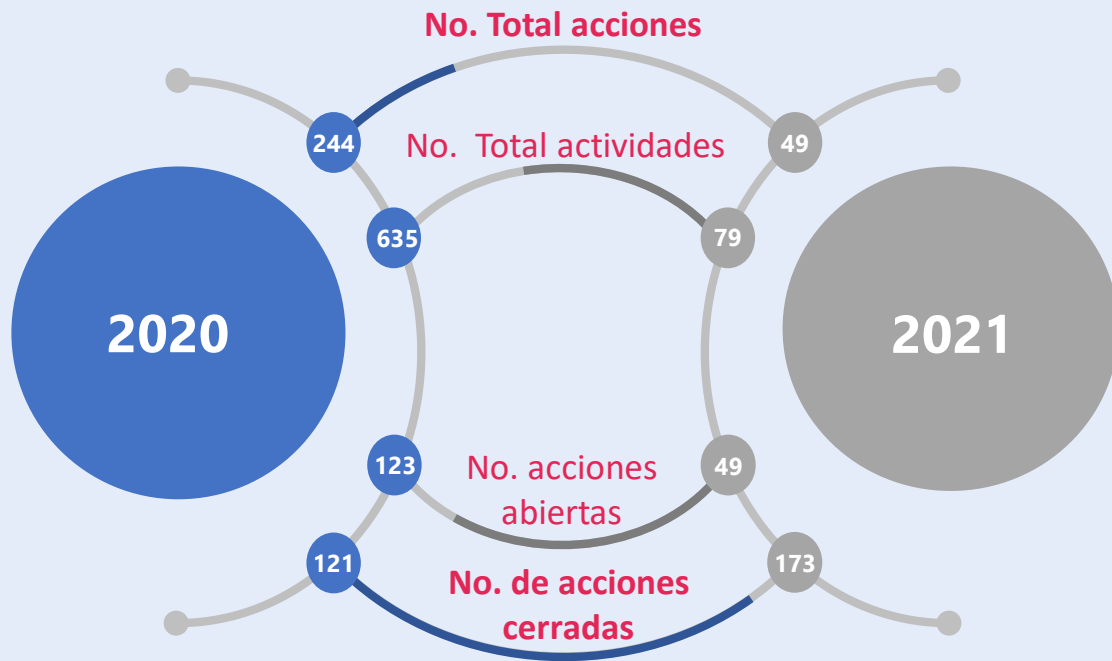 No. Total acciones
244
49
No. Total actividades
635
79
2020
2021
123
No. acciones
abiertas
49
121
No. de acciones
cerradas
173